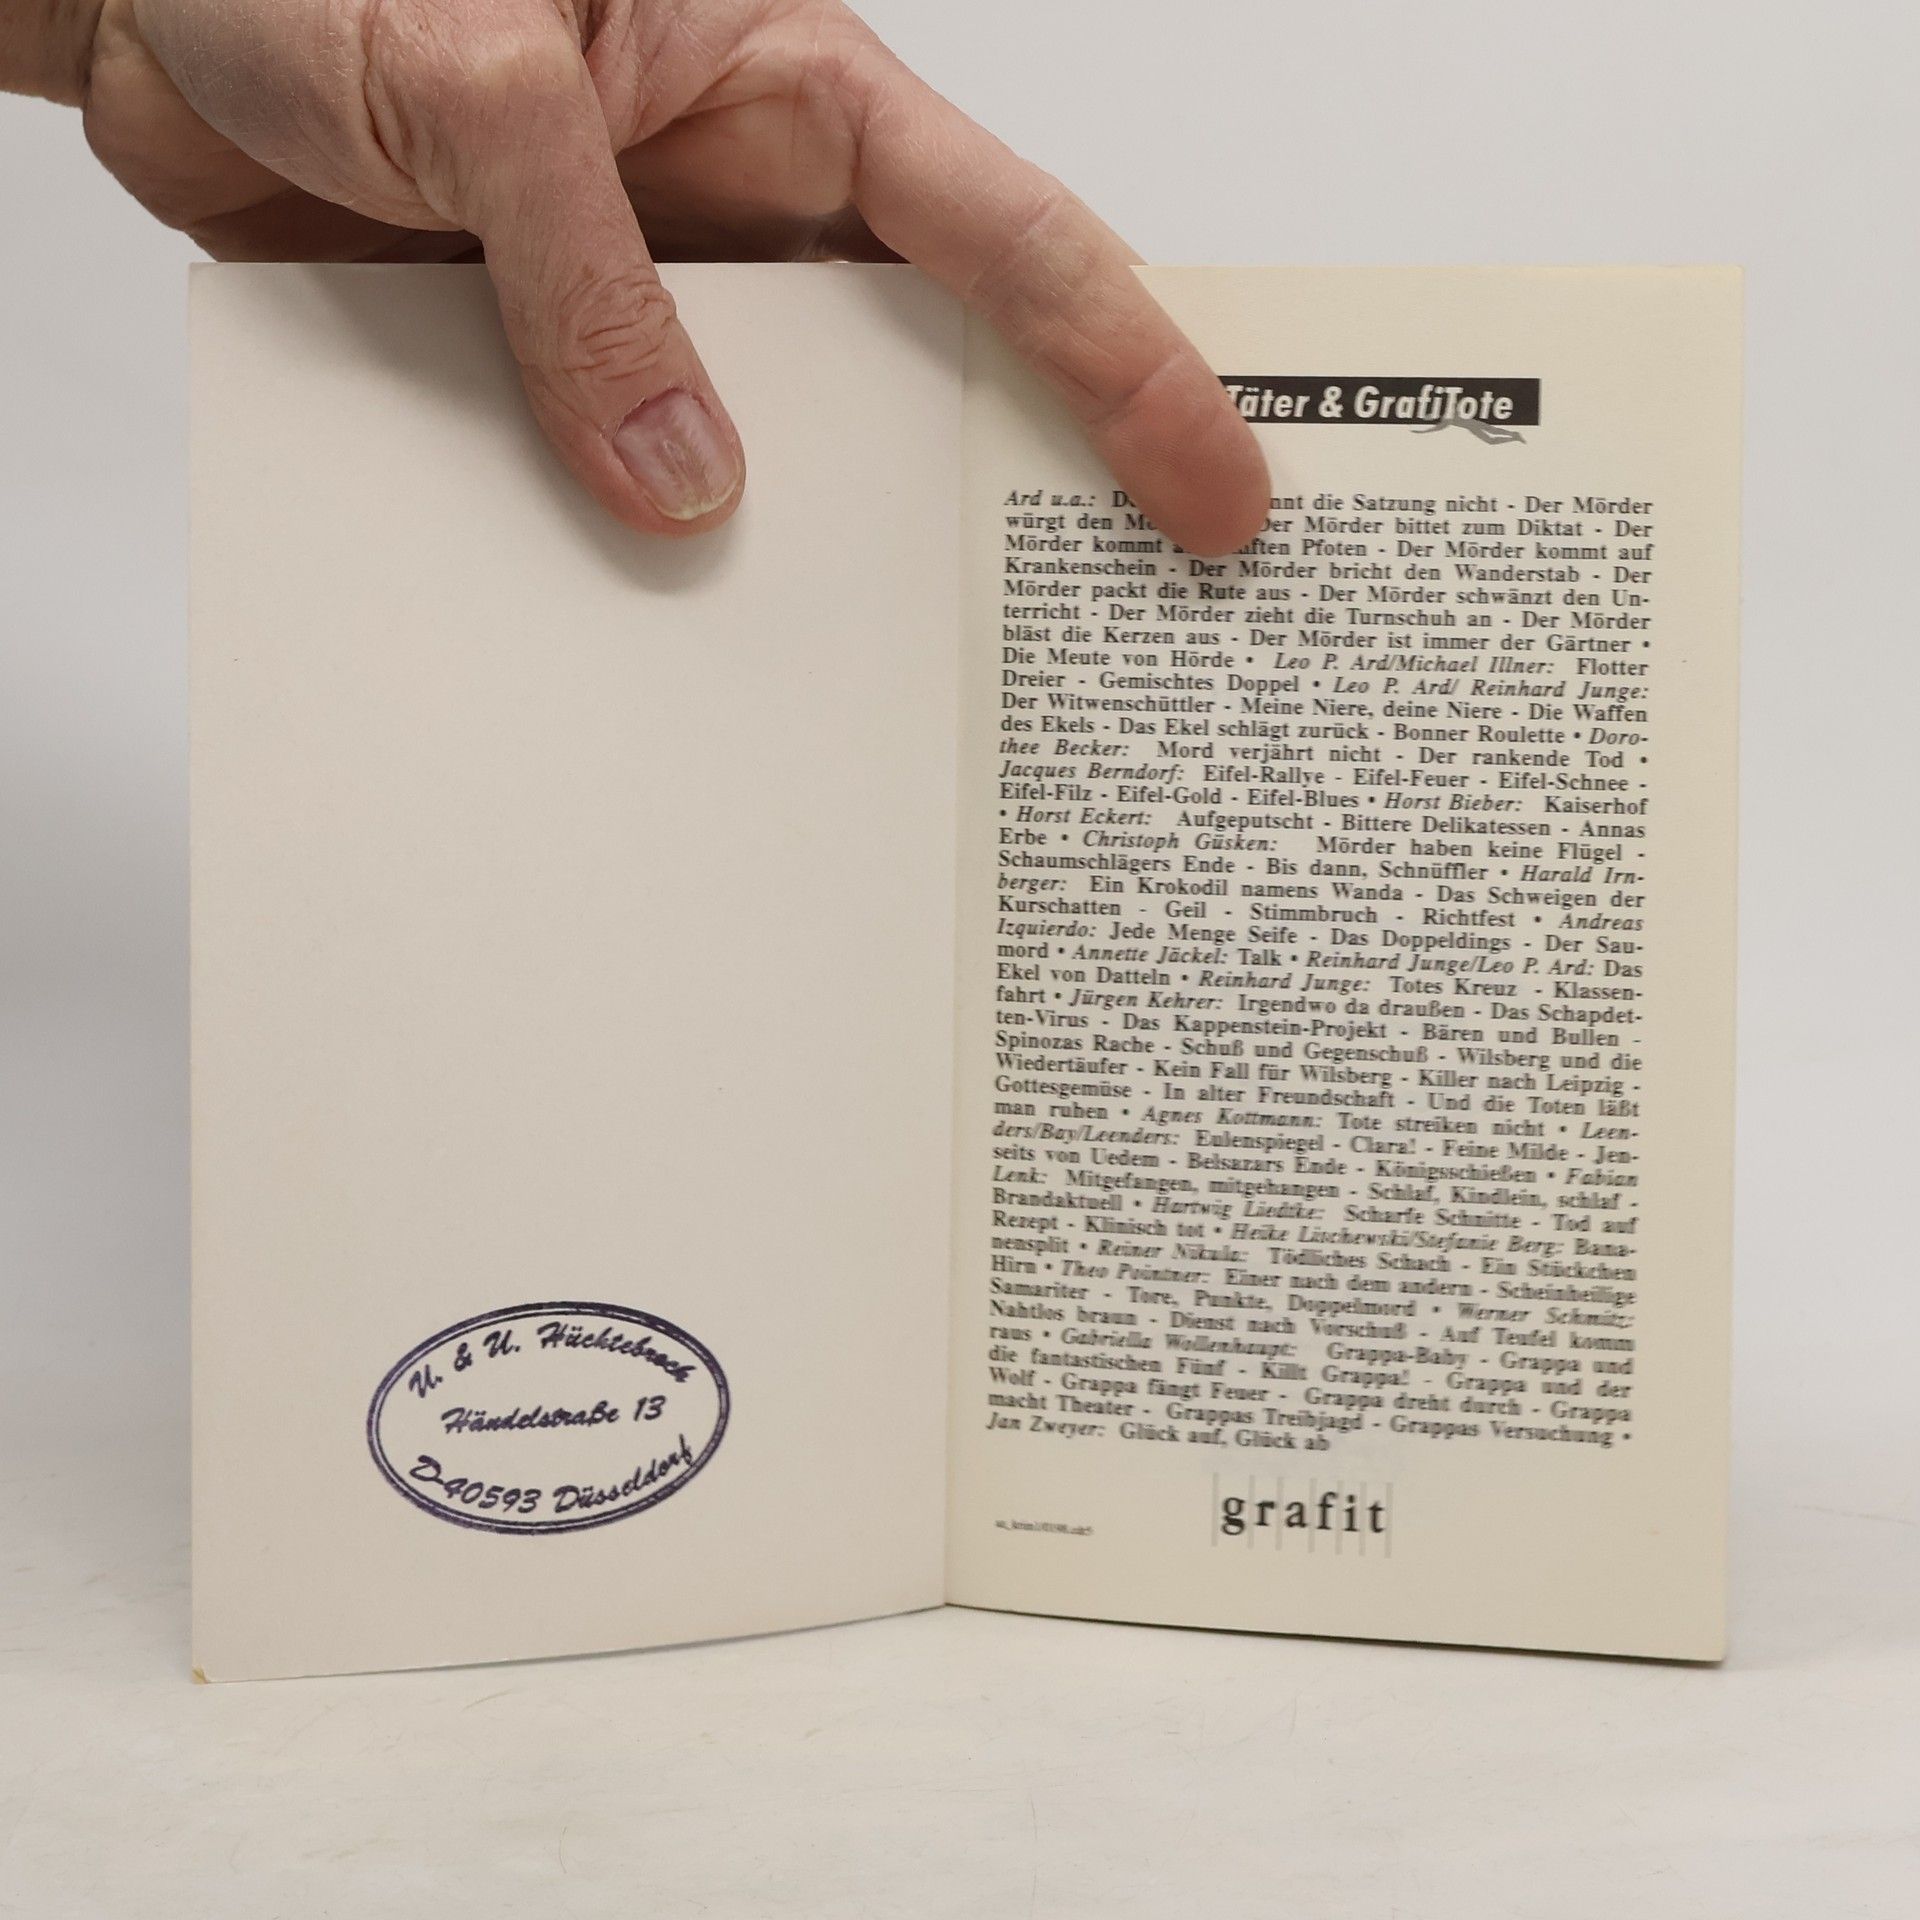 U. & U. Hüchtebrock
Händelstraße 13
D-40593 Düsseldorf
Täter & GrafiTote
Ard u.a.: nnt die Satzung nicht - Der Mörder
würgt den Der Mörder bittet zum Diktat - Der
Mörder kommt Pfoten - Der Mörder kommt auf
Krankenschein - Der Mörder bricht den Wanderstab - Der
Mörder packt die Rute aus - Der Mörder schwänzt den Un-
terricht - Der Mörder zieht die Turnschuh an - Der Mörder
bläst die Kerzen aus - Der Mörder ist immer der Gärtner •
Die Meute von Hörde • Leo P. Ard/Michael Illner: Flotter
Dreier - Gemischtes Doppel • Leo P. Ard/ Reinhard Junge:
Der Witwenschüttler - Meine Niere, deine Niere - Die Waffen
des Ekels - Das Ekel schlägt zurück - Bonner Roulette • Doro-
thee Becker: Mord verjährt nicht - Der rankende Tod •
Jacques Berndorf: Eifel-Rallye - Eifel-Feuer - Eifel-Schnee -
Eifel-Filz - Eifel-Gold - Eifel-Blues • Horst Bieber: Kaiserhof
• Horst Eckert: Aufgeputscht - Bittere Delikatessen - Annas
Erbe • Christoph Güsken: Mörder haben keine Flügel -
Schaumschlägers Ende - Bis dann, Schnüffler • Harald Irn-
berger: Ein Krokodil namens Wanda - Das Schweigen der
Kurschatten - Geil - Stimmbruch - Richtfest • Andreas
Izquierdo: Jede Menge Seife - Das Doppeldings - Der Sau-
mord • Annette Jäckel: Talk • Reinhard Junge/Leo P. Ard: Das
Ekel von Datteln • Reinhard Junge: Totes Kreuz - Klassen-
fahrt • Jürgen Kehrer: Irgendwo da draußen - Das Schapdet-
ten-Virus - Das Kappenstein-Projekt - Bären und Bullen -
Spinozas Rache - Schuß und Gegenschuß - Wilsberg und die
Wiedertäufer - Kein Fall für Wilsberg - Killer nach Leipzig -
Gottesgemüse - In alter Freundschaft - Und die Toten läßt
man ruhen • Agnes Kottmann: Tote streiken nicht • Leen-
ders/Bay/Leenders: Eulenspiegel - Clara! - Feine Milde - Jen-
seits von Uedem - Belsazars Ende - Königsschießen • Fabian
Lenk: Mitgefangen, mitgehangen - Schlaf, Kindlein, schlaf -
Brandaktuell • Hartwig Liedtke: Scharfe Schnitte - Tod auf
Rezept - Klinisch tot • Heike Lischewski/Stefanie Berg: Bana-
nensplit • Reiner Nikula: Tödliches Schach - Ein Stückchen
Hirn • Theo Pointner: Einer nach dem andern - Scheinheilige
Samariter - Tore, Punkte, Doppelmord • Werner Schmitz:
Nahtlos braun - Dienst nach Vorschuß - Auf Teufel komm
raus • Gabriella Wollenhaupt: Grappa-Baby - Grappa und
die fantastischen Fünf - Killt Grappa! - Grappa und der
Wolf - Grappa fängt Feuer - Grappa dreht durch - Grappa
macht Theater - Grappas Treibjagd - Grappas Versuchung •
Jan Zweyer: Glück auf, Glück ab
grafit